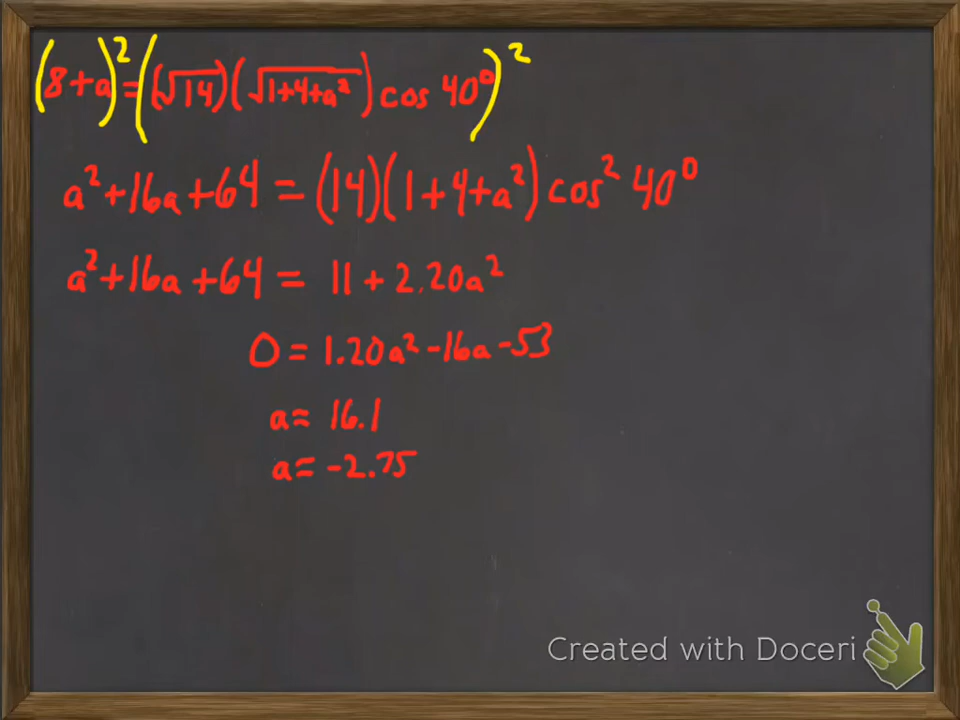 (8+a)² = ((√14)(√1+4+a²) cos 40°)²
a²+16a+64 = (14)(1+4+a²) cos² 40°
a²+16a+64 = 11 + 2.20a²
0 = 1.20a² -16a -53
a = 16.1
a = -2.75
Created with Doceri